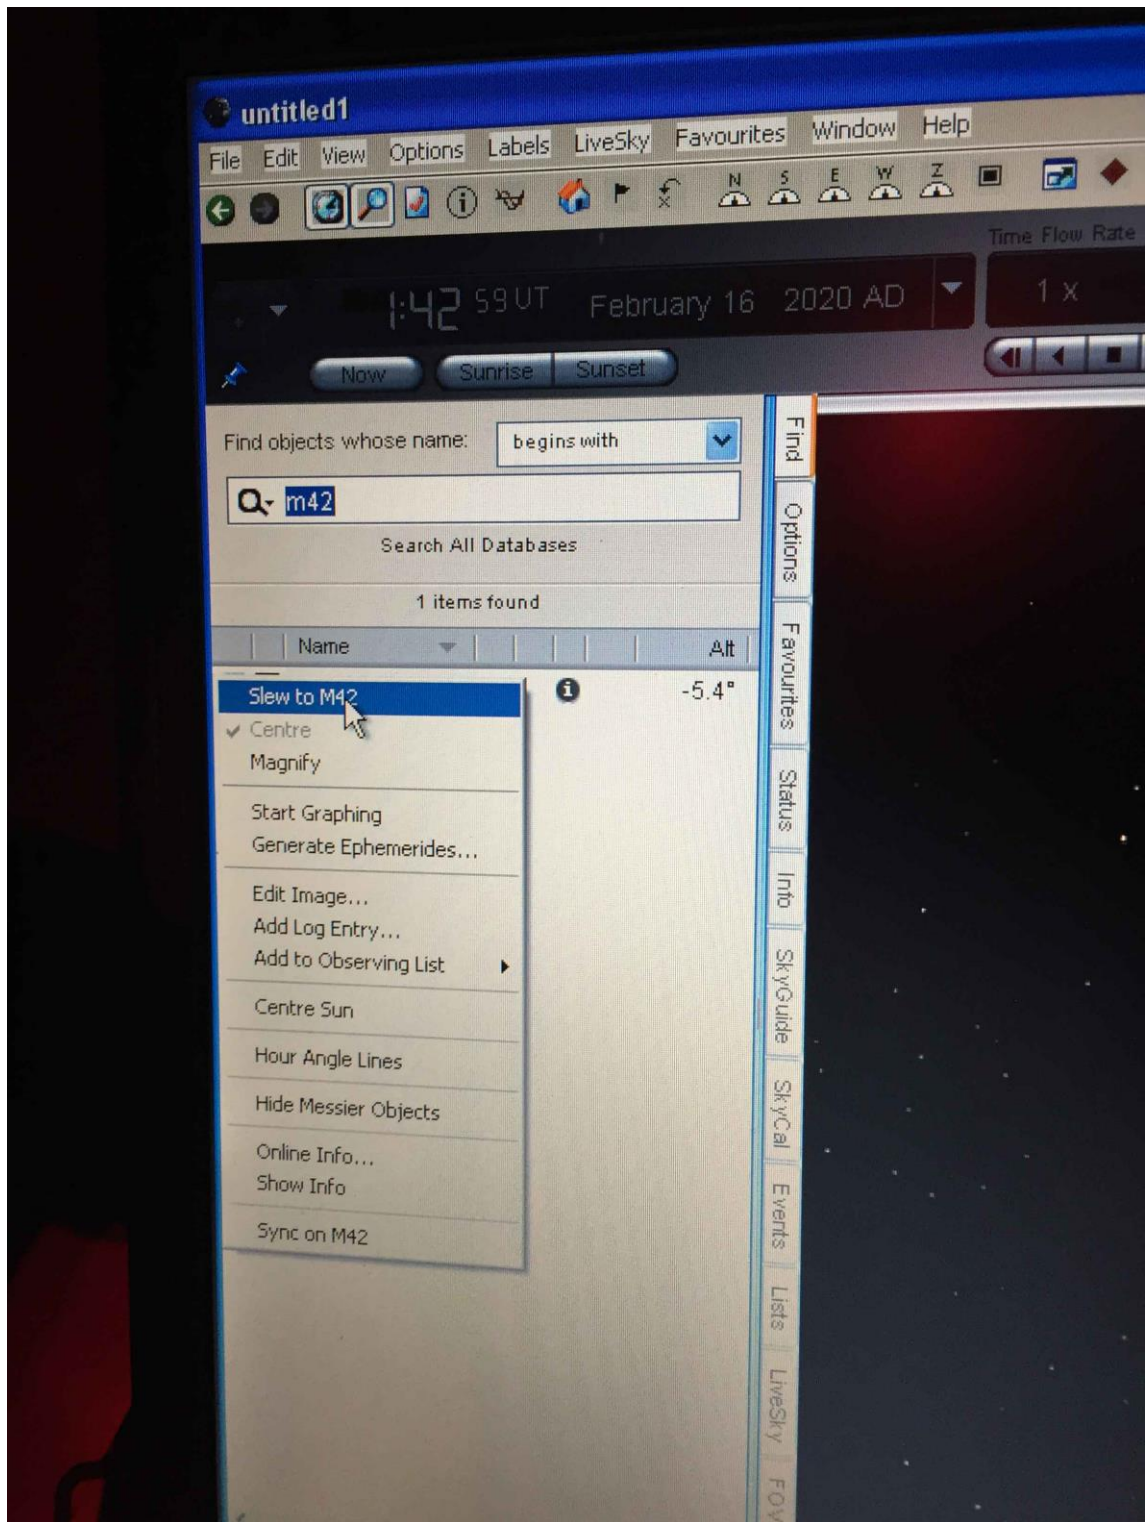 untitled1
File Edit View Options Labels LiveSky Favourites Window Help
N S E W Z
Time Flow Rate
1:42 59 UT February 16 2020 AD 1 x
Now Sunrise Sunset
Find objects whose name: begins with
m42
Search All Databases
1 items found
Name Alt
-5.4°
Slew to M42
Centre
Magnify
Start Graphing
Generate Ephemerides...
Edit Image...
Add Log Entry...
Add to Observing List
Centre Sun
Hour Angle Lines
Hide Messier Objects
Online Info...
Show Info
Sync on M42
Find
Options
Favourites
Status
Info
SkyGuide
SkyCal
Events
Lists
LiveSky
FOV